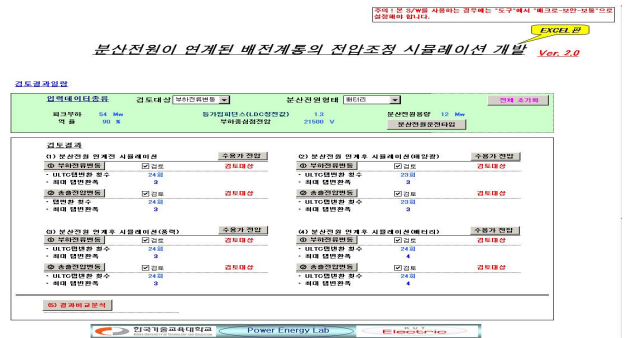 주의 ! 본 S/W를 사용하는 경우에는 "도구"에서 "매크로-보안-보통"으로
설정해야 합니다.
EXCEL 판
분산전원이 연계된 배전계통의 전압조정 시뮬레이션 개발 Ver. 2.0
검토결과일람
입력데이터종류 검토대상 부하전류변동 분산전원형태 배터리 전체 초기화
피크부하 54 Mw 등가임피던스(LDC정정값) 1.3 분산전원용량 12 Mw
역 률 90 % 부하중심점전압 21500 V 분산전원운전타입
검토결과
(1) 분산전원 연계전 시뮬레이션 수용가 전압
① 부하전류변동 검토 검토대상
· ULTC탭변환 횟수 24회
· 최대 탭변환폭 3
② 송출전압변동 검토 검토대상
· 탭변환 횟수 24회
· 최대 탭변환폭 3
(2) 분산전원 연계후 시뮬레이션(태양광) 수용가 전압
① 부하전류변동 검토 검토대상
· ULTC탭변환 횟수 23회
· 최대 탭변환폭 3
② 송출전압변동 검토 검토대상
· ULTC탭변환 횟수 23회
· 최대 탭변환폭 3
(3) 분산전원 연계후 시뮬레이션(풍력) 수용가 전압
① 부하전류변동 검토 검토대상
· ULTC탭변환 횟수 24회
· 최대 탭변환폭 3
② 송출전압변동 검토 검토대상
· ULTC탭변환 횟수 24회
· 최대 탭변환폭 3
(4) 분산전원 연계후 시뮬레이션(배터리) 수용가 전압
① 부하전류변동 검토 검토대상
· ULTC탭변환 횟수 24회
· 최대 탭변환폭 4
② 송출전압변동 검토 검토대상
· ULTC탭변환 횟수 24회
· 최대 탭변환폭 4
(5) 결과비교분석
한국기술교육대학교 Power Energy Lab KUT Electronic